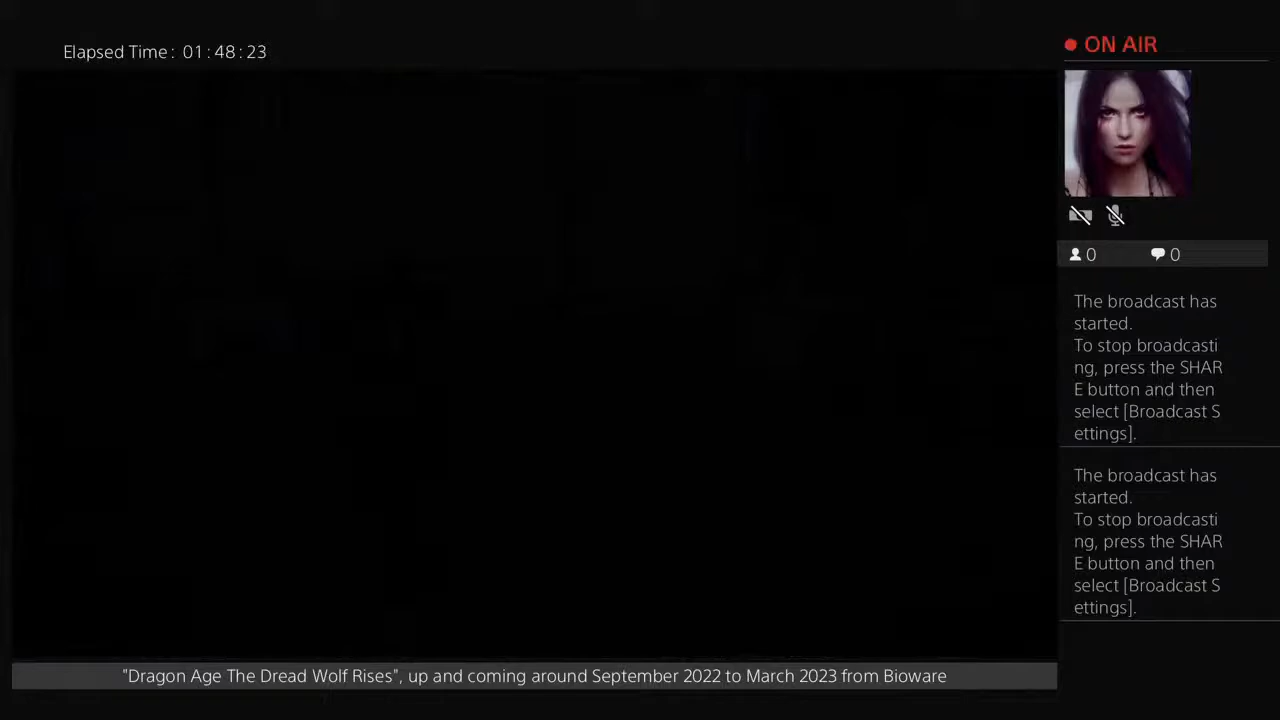 Elapsed Time: 01:48:23
ON AIR
0 0
The broadcast has
started.
To stop broadcasti
ng, press the SHAR
E button and then
select [Broadcast S
ettings].
The broadcast has
started.
To stop broadcasti
ng, press the SHAR
E button and then
select [Broadcast S
ettings].
"Dragon Age The Dread Wolf Rises", up and coming around September 2022 to March 2023 from Bioware